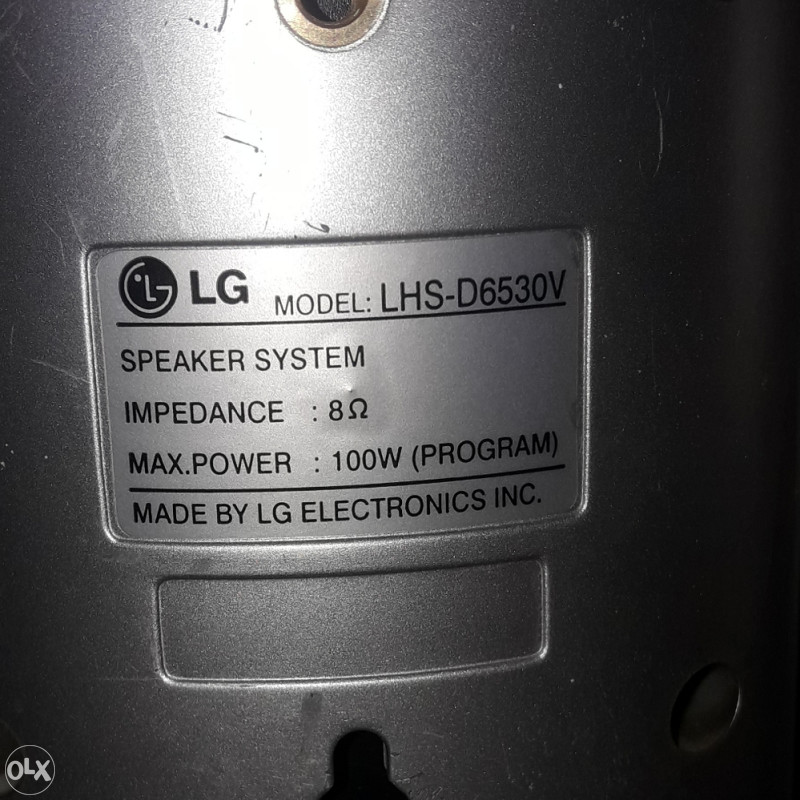 LG MODEL: LHS-D6530V
SPEAKER SYSTEM
IMPEDANCE : 8Ω
MAX.POWER : 100W (PROGRAM)
MADE BY LG ELECTRONICS INC.
OLX